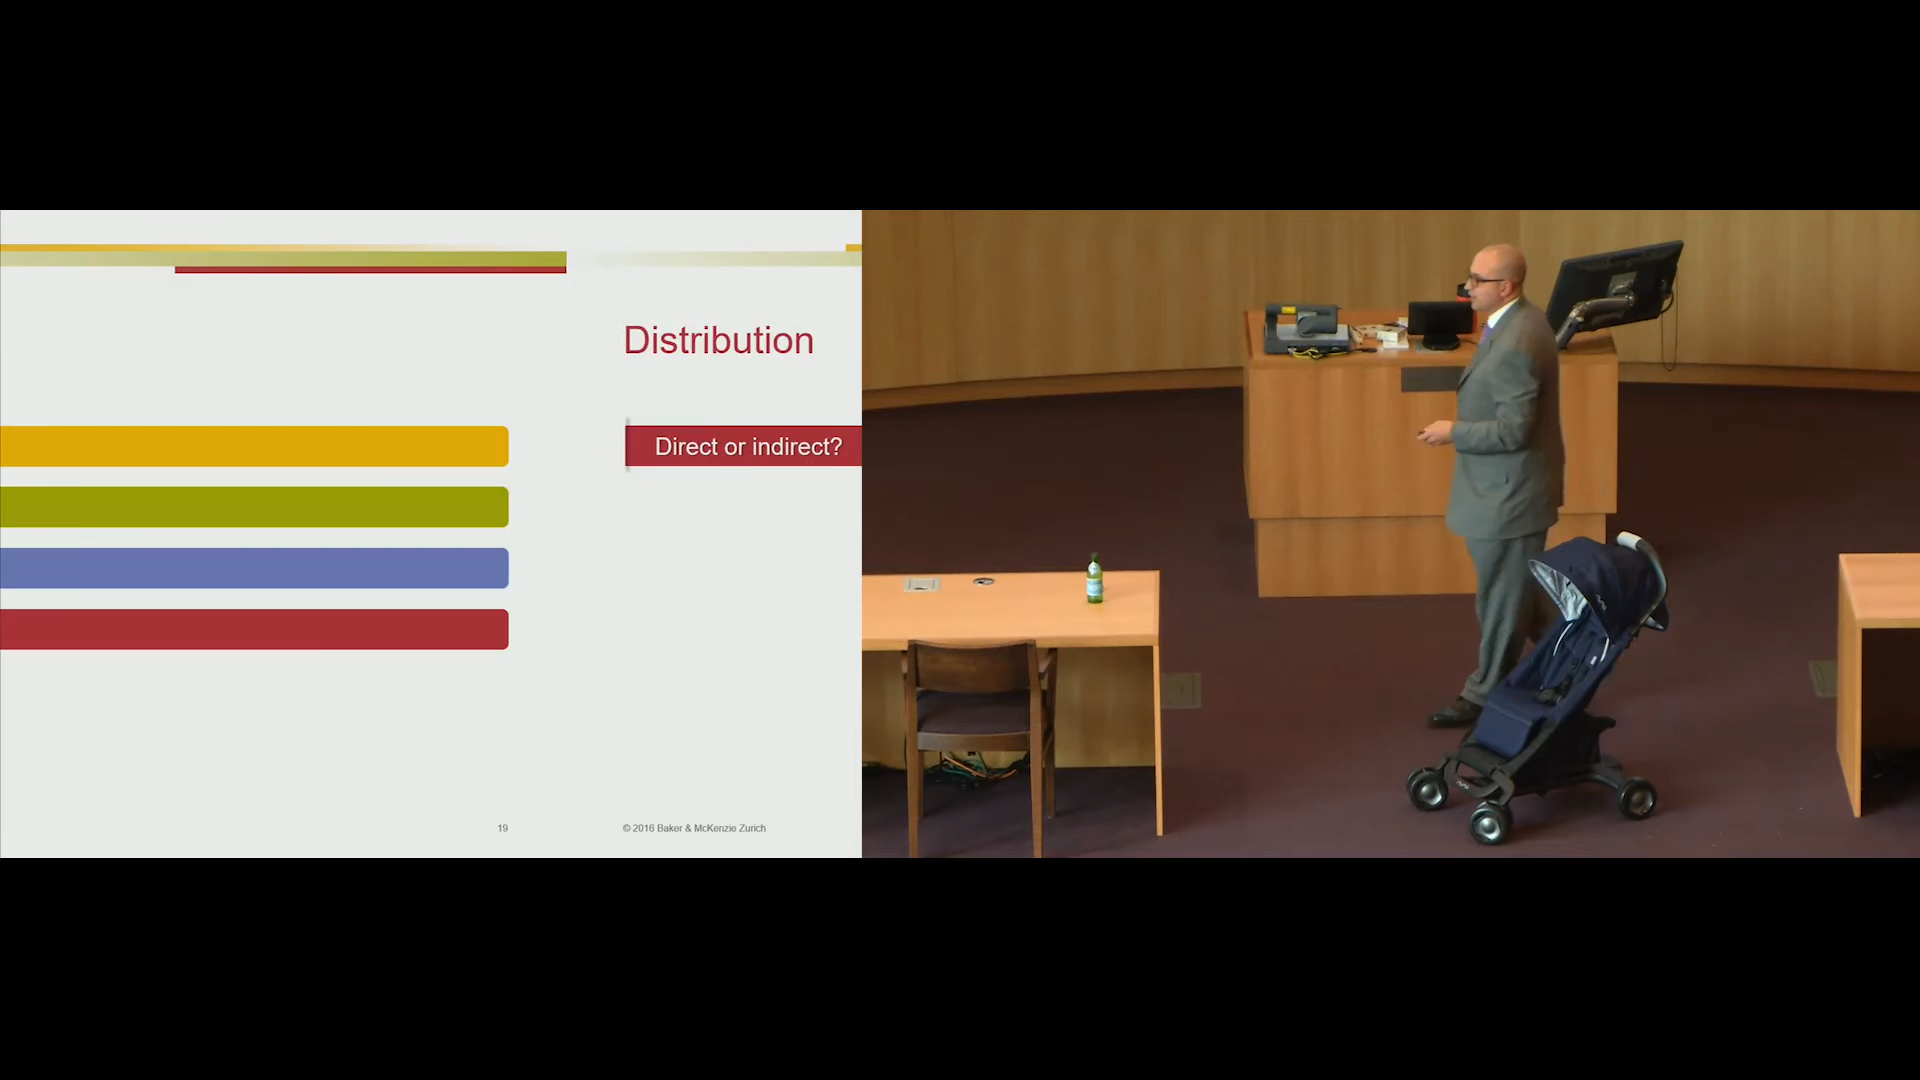 Distribution
Direct or indirect?
19
© 2016 Baker & McKenzie Zurich